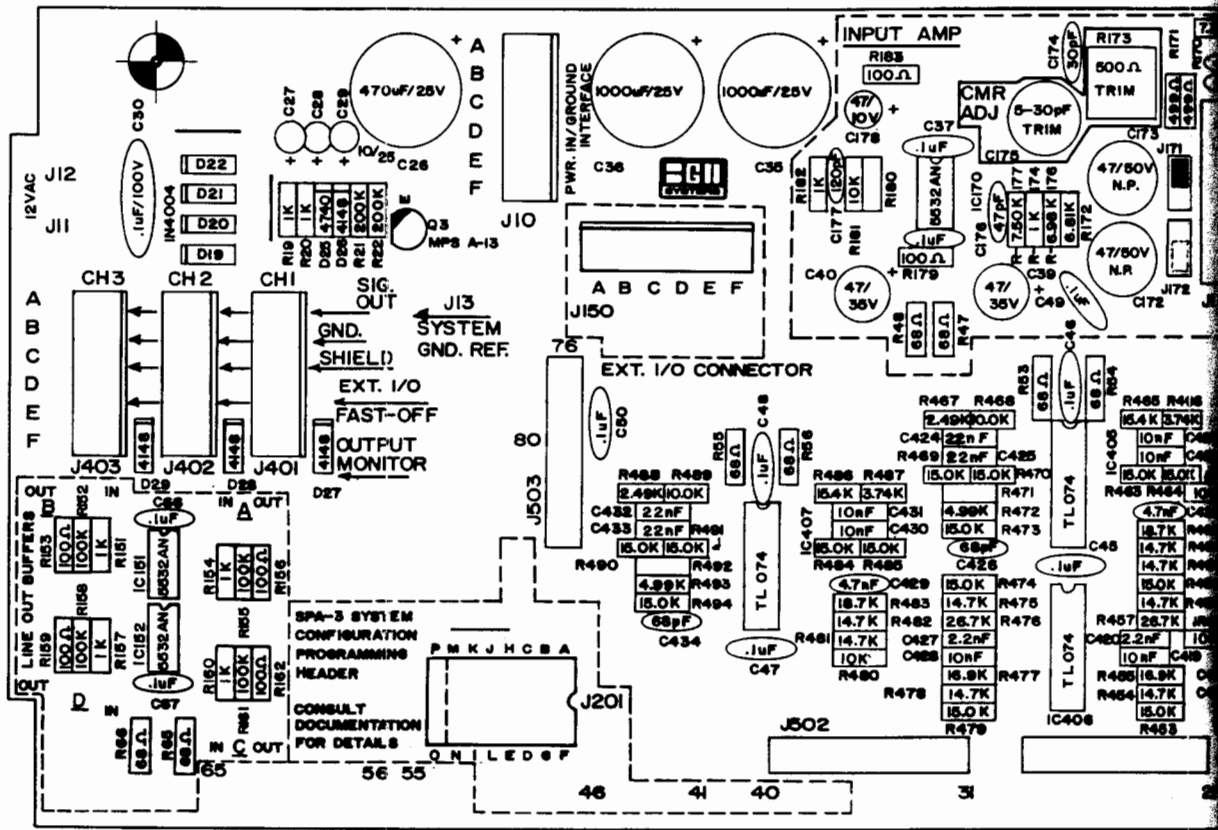 INPUT AMP
R183
100Ω
C174
30pF
R173
500Ω
TRIM
R171
R170
499Ω
CMR
ADJ
5-30pF
TRIM
C175
C173
47/50V
N.P.
J171
47/50V
N.P.
C172
J172
47/
10V
C178
C37
.1uF
R182
1K
120pF
C177
10K
R181
R180
5532AN
IC170
.1uF
100Ω
R179
C176
47pF
7.50K
1K
6.98K
6.81K
177
174
176
R172
C40
47/
35V
47/
35V
C39
C49
.1uF
R48
68Ω
68Ω
R47
C30
.1uF/100V
J12
12VAC
J11
IN4004
D22
D21
D20
D19
C27
C28
C29
10/25
470uF/25V
C26
1K
1K
4740
4148
200K
200K
R19
R20
D25
D26
R21
R22
E
Q3
MPS A-13
A
B
C
D
E
F
J10
PWR. IN/GROUND
INTERFACE
1000uF/25V
C36
1000uF/25V
C35
SYSTEMS
A B C D E F
J150
EXT. I/O CONNECTOR
CH3
CH2
CH1
A
B
C
D
E
F
SIG.
OUT
GND.
SHIELD
EXT. I/O
FAST-OFF
OUTPUT
MONITOR
J13
SYSTEM
GND. REF.
J403
J402
J401
4148
4148
4148
D29
D28
D27
76
80
J503
.1uF
C50
R55
68Ω
C48
.1uF
68Ω
R56
R53
68Ω
C46
.1uF
68Ω
R54
LINE OUT BUFFERS
OUT
B
IN
R152
R153
100Ω
100K
1K
R151
C66
.1uF
IC151
5532AN
IN
A
OUT
R154
1K
100K
100Ω
R156
R155
R158
R159
100Ω
100K
1K
R157
IC152
5532AN
.1uF
C67
OUT
D
IN
R160
1K
100K
100Ω
R162
R161
IN
C
OUT
R66
68Ω
R65
68Ω
65
SPA-3 SYSTEM
CONFIGURATION
PROGRAMMING
HEADER
CONSULT
DOCUMENTATION
FOR DETAILS
P M K J H C B A
J201
O N L E D G F
56 55
46
41
40
31
R488
R489
2.49K
10.0K
C432
22nF
C433
22nF
R491
15.0K
15.0K
R490
R492
4.99K
R493
15.0K
R494
68pF
C434
TL074
.1uF
C47
R486
R487
15.4K
3.74K
10nF
C431
10nF
C430
IC407
15.0K
15.0K
R484
R485
4.7nF
C429
18.7K
R483
14.7K
R482
R481
14.7K
10K
R480
R467
R468
2.49K
10.0K
C424
22nF
R469
22nF
C425
15.0K
15.0K
R470
R471
4.99K
R472
15.0K
R473
68pF
C426
15.0K
R474
14.7K
R475
26.7K
R476
C427
2.2nF
C428
10nF
16.9K
R477
R478
14.7K
15.0K
R479
TL074
IC405
C45
.1uF
TL074
IC406
R465
15.4K
3.74K
10nF
10nF
15.0K
15.0K
R463
R464
4.7nF
18.7K
14.7K
14.7K
15.0K
14.7K
R457
26.7K
C420
2.2nF
10nF
C419
R455
16.9K
R454
14.7K
15.0K
R453
J502